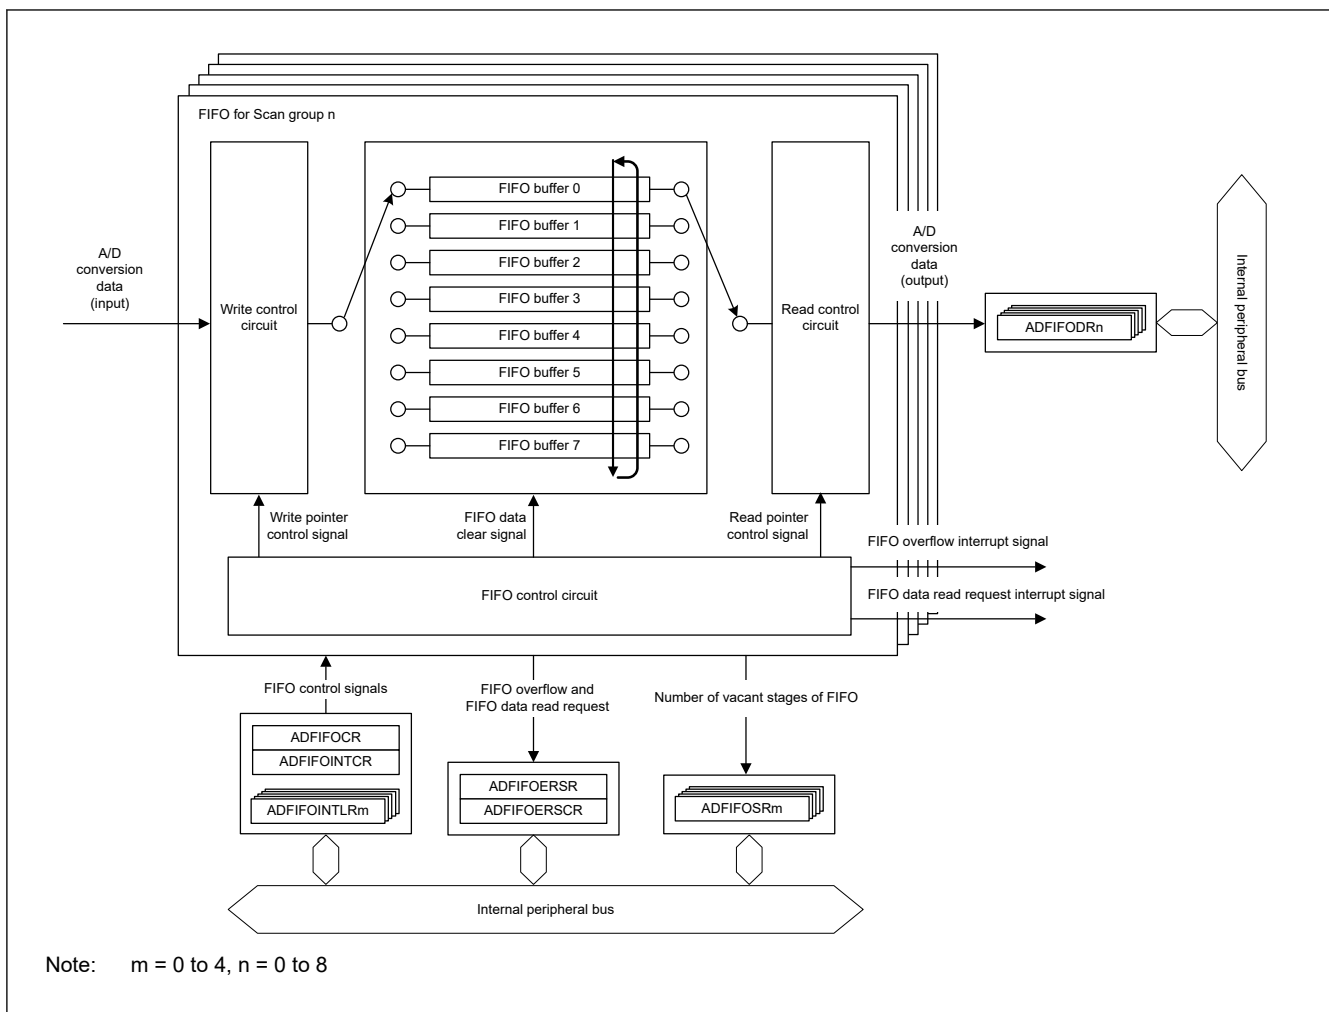 FIFO for Scan group n
A/D
conversion
data
(input)
Write control
circuit
FIFO buffer 0
FIFO buffer 1
FIFO buffer 2
FIFO buffer 3
FIFO buffer 4
FIFO buffer 5
FIFO buffer 6
FIFO buffer 7
Read control
circuit
A/D
conversion
data
(output)
ADFIFODRn
Internal peripheral bus
Write pointer
control signal
FIFO data
clear signal
Read pointer
control signal
FIFO overflow interrupt signal
FIFO data read request interrupt signal
FIFO control circuit
FIFO control signals
FIFO overflow and
FIFO data read request
Number of vacant stages of FIFO
ADFIFOCR
ADFIFOINTCR
ADFIFOINTLRm
ADFIFOERSR
ADFIFOERSCR
ADFIFOSRm
Internal peripheral bus
Note: m = 0 to 4, n = 0 to 8